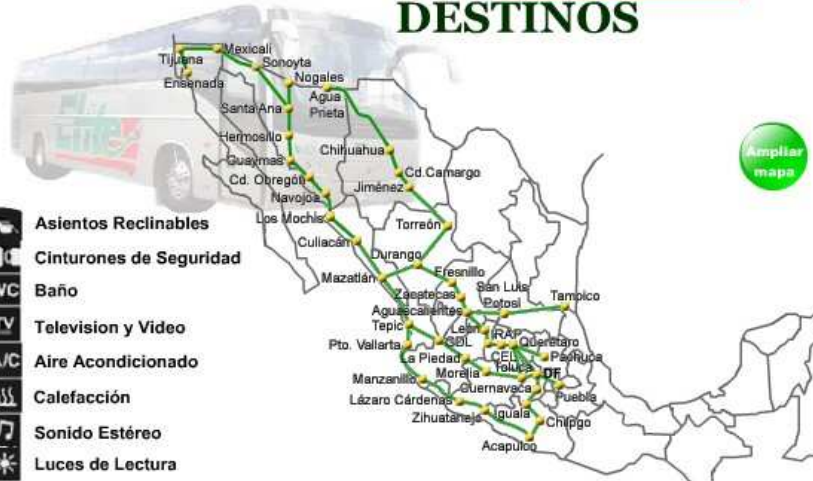 DESTINOS
Elite
Tijuana
Mexicali
Sonoyta
Ensenada
Nogales
Agua
Prieta
Santa Ana
Hermosillo
Chihuahua
Guaymas
Cd. Obregón
Cd.Camargo
Navojoa
Jiménez
Los Mochis
Torreón
Culiacán
Durango
Mazatlán
Fresnillo
Zacatecas
San Luis
Potosí
Tampico
Aguascalientes
Tepic
León
IRAP
Querétaro
Pto. Vallarta
GDL
CEL
Pachuca
La Piedad
Toluca
DF
Morelia
Manzanillo
Cuernavaca
Puebla
Lázaro Cárdenas
Iguala
Zihuatanejo
Chilpgo
Acapulco
Ampliar
mapa
Asientos Reclinables
Cinturones de Seguridad
WC
Baño
TV
Television y Video
A/C
Aire Acondicionado
Calefacción
Sonido Estéreo
Luces de Lectura